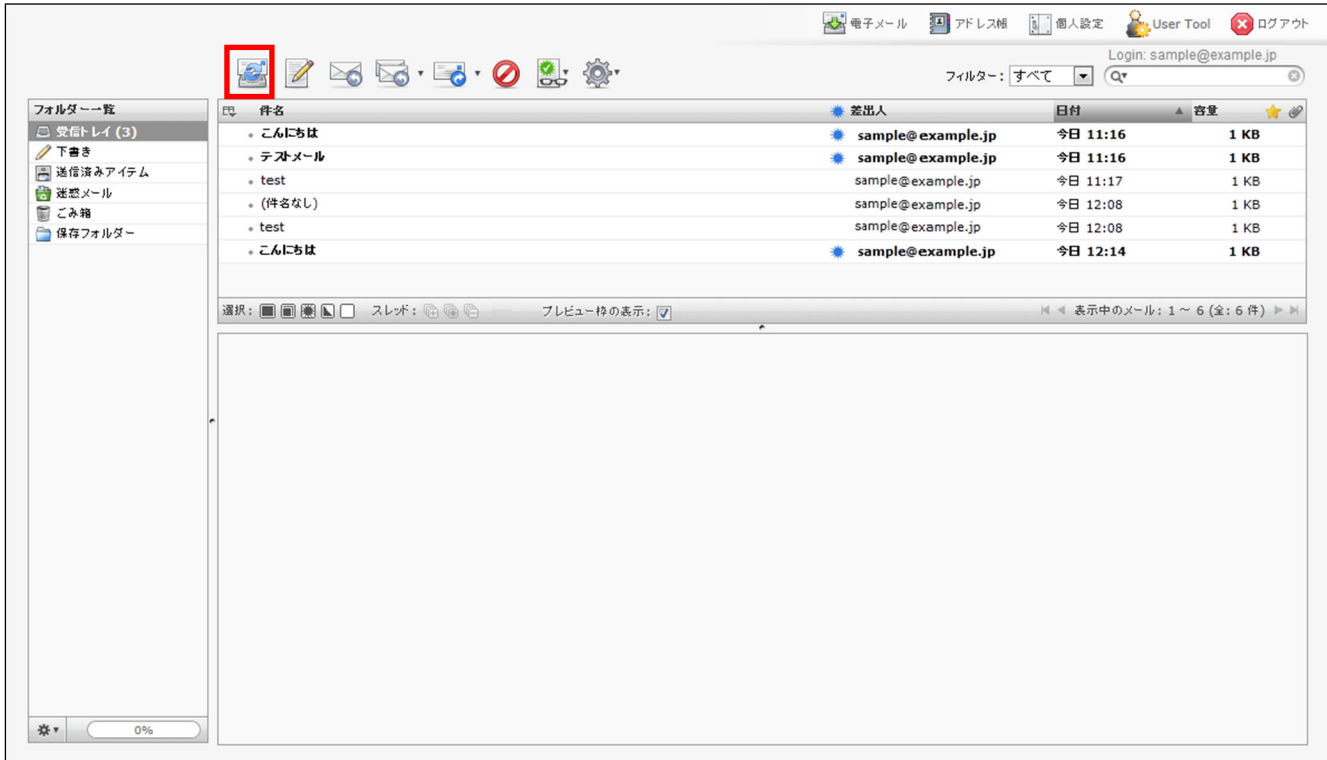 電子メール アドレス帳 個人設定 User Tool ログアウト
Login: sample@example.jp
フィルター: すべて
フォルダー一覧
受信トレイ (3)
下書き
送信済みアイテム
迷惑メール
ごみ箱
保存フォルダー
件名 差出人 日付 容量
こんにちは sample@example.jp 今日 11:16 1 KB
テストメール sample@example.jp 今日 11:16 1 KB
test sample@example.jp 今日 11:17 1 KB
(件名なし) sample@example.jp 今日 12:08 1 KB
test sample@example.jp 今日 12:08 1 KB
こんにちは sample@example.jp 今日 12:14 1 KB
選択: スレッド: プレビュー枠の表示: 表示中のメール: 1 ~ 6 (全: 6 件)
0%